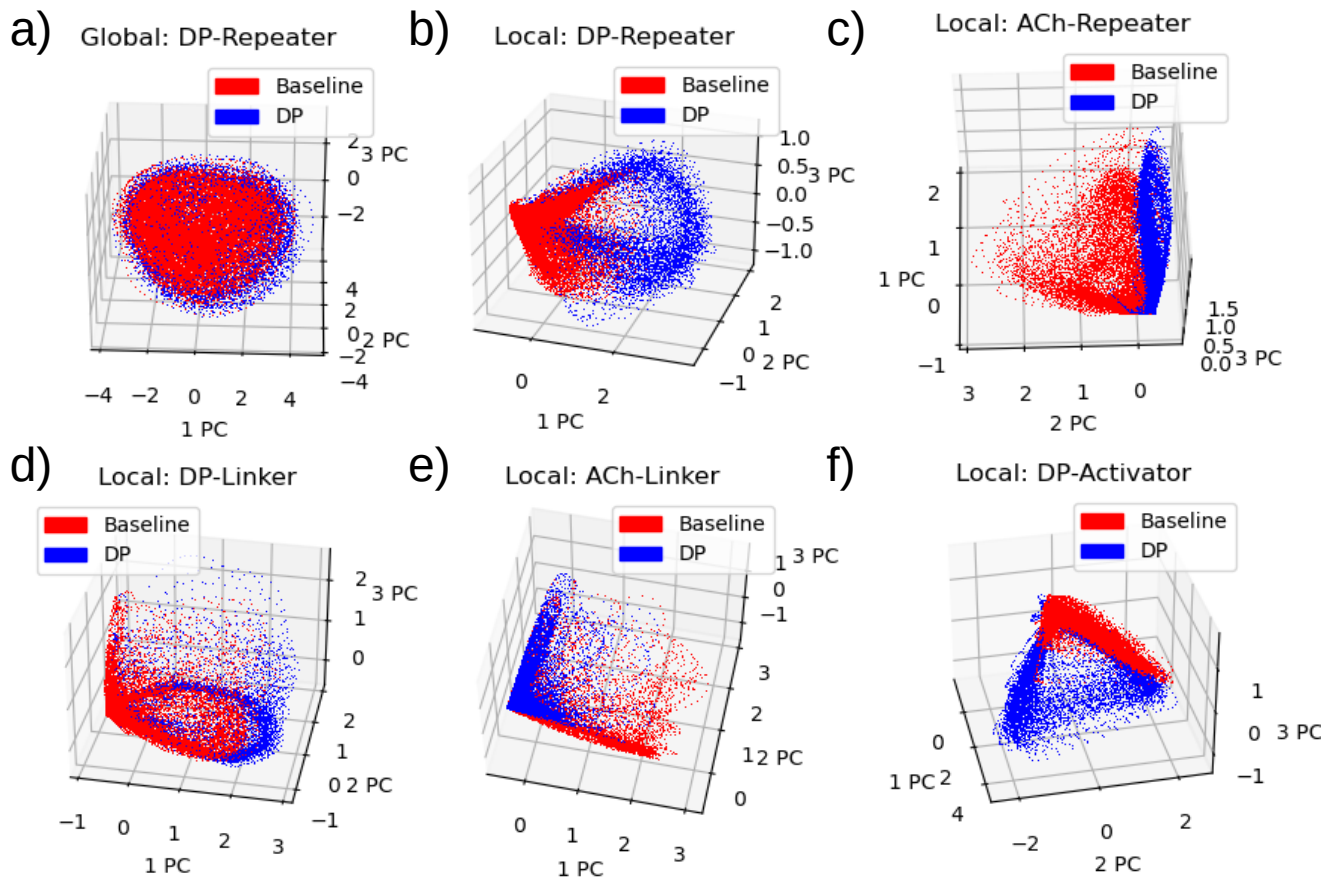 a)
Global: DP-Repeater
Baseline
DP
2
3 PC
0
−2
4
2
0 2 PC
−2
−4
−4 −2 0 2 4
1 PC
b)
Local: DP-Repeater
Baseline
DP
1.0
0.5
3 PC
0.0
−0.5
−1.0
2
1
0 2 PC
−1
0 2
1 PC
c)
Local: ACh-Repeater
Baseline
DP
2
1
1 PC
0
−1
1.5
1.0
0.5 3 PC
0.0
3 2 1 0
2 PC
d)
Local: DP-Linker
Baseline
DP
2
3 PC
1
0
2
1
0 2 PC
−1
−1 0 1 2 3
1 PC
e)
Local: ACh-Linker
Baseline
DP
3 PC
1
0
−1
3
2
1 2 PC
0
0 1 2 3
1 PC
f)
Local: DP-Activator
Baseline
DP
1
0 3 PC
−1
0
1 PC 2
4
−2 0 2
2 PC